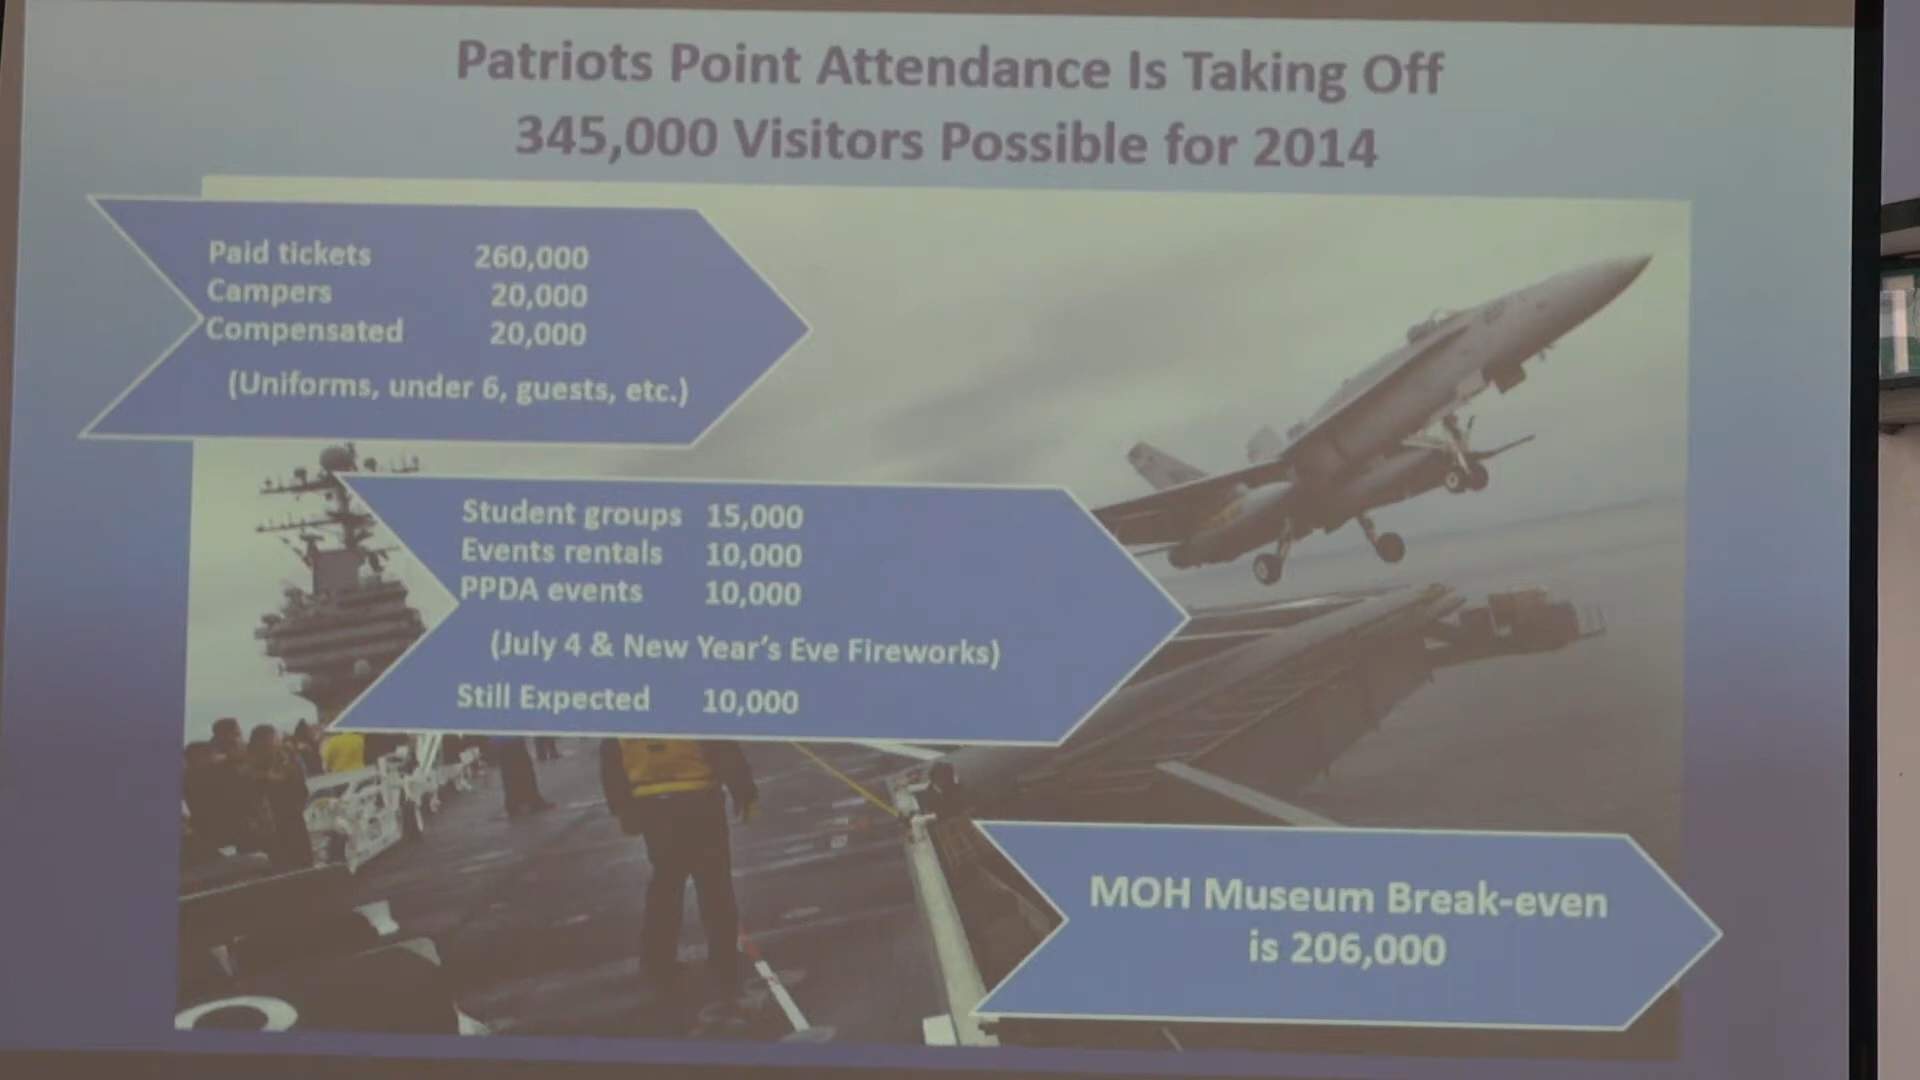 Patriots Point Attendance Is Taking Off
345,000 Visitors Possible for 2014
Paid tickets 260,000
Campers 20,000
Compensated 20,000
(Uniforms, under 6, guests, etc.)
Student groups 15,000
Events rentals 10,000
PPDA events 10,000
(July 4 & New Year's Eve Fireworks)
Still Expected 10,000
MOH Museum Break-even
is 206,000